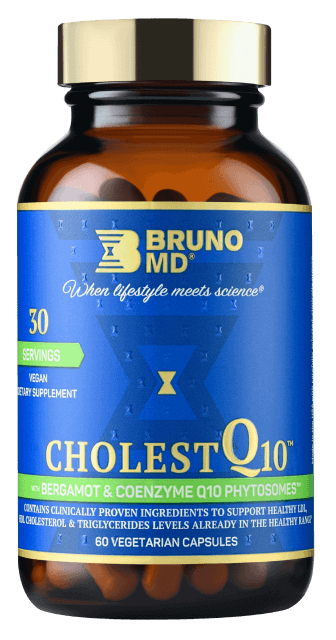 BRUNO
MD®
When lifestyle meets science®
30
SERVINGS
VEGAN
DIETARY SUPPLEMENT
CHOLESTQ10™
WITH BERGAMOT & COENZYME Q10 PHYTOSOMES™
CONTAINS CLINICALLY PROVEN INGREDIENTS TO SUPPORT HEALTHY LDL,
CHOLESTEROL & TRIGLYCERIDES LEVELS ALREADY IN THE HEALTHY RANGE
60 VEGETARIAN CAPSULES